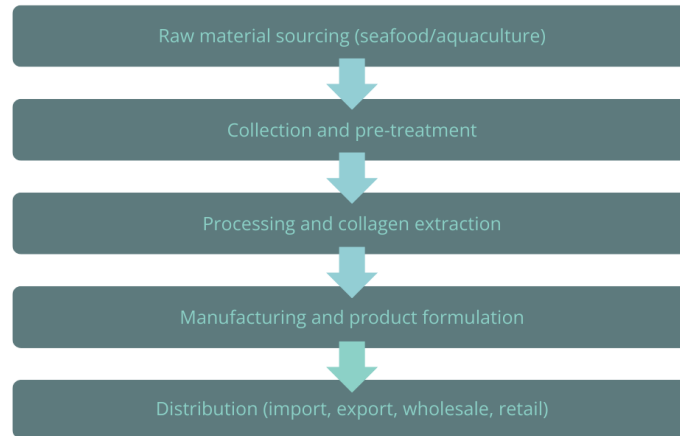 Raw material sourcing (seafood/aquaculture)
Collection and pre-treatment
Processing and collagen extraction
Manufacturing and product formulation
Distribution (import, export, wholesale, retail)